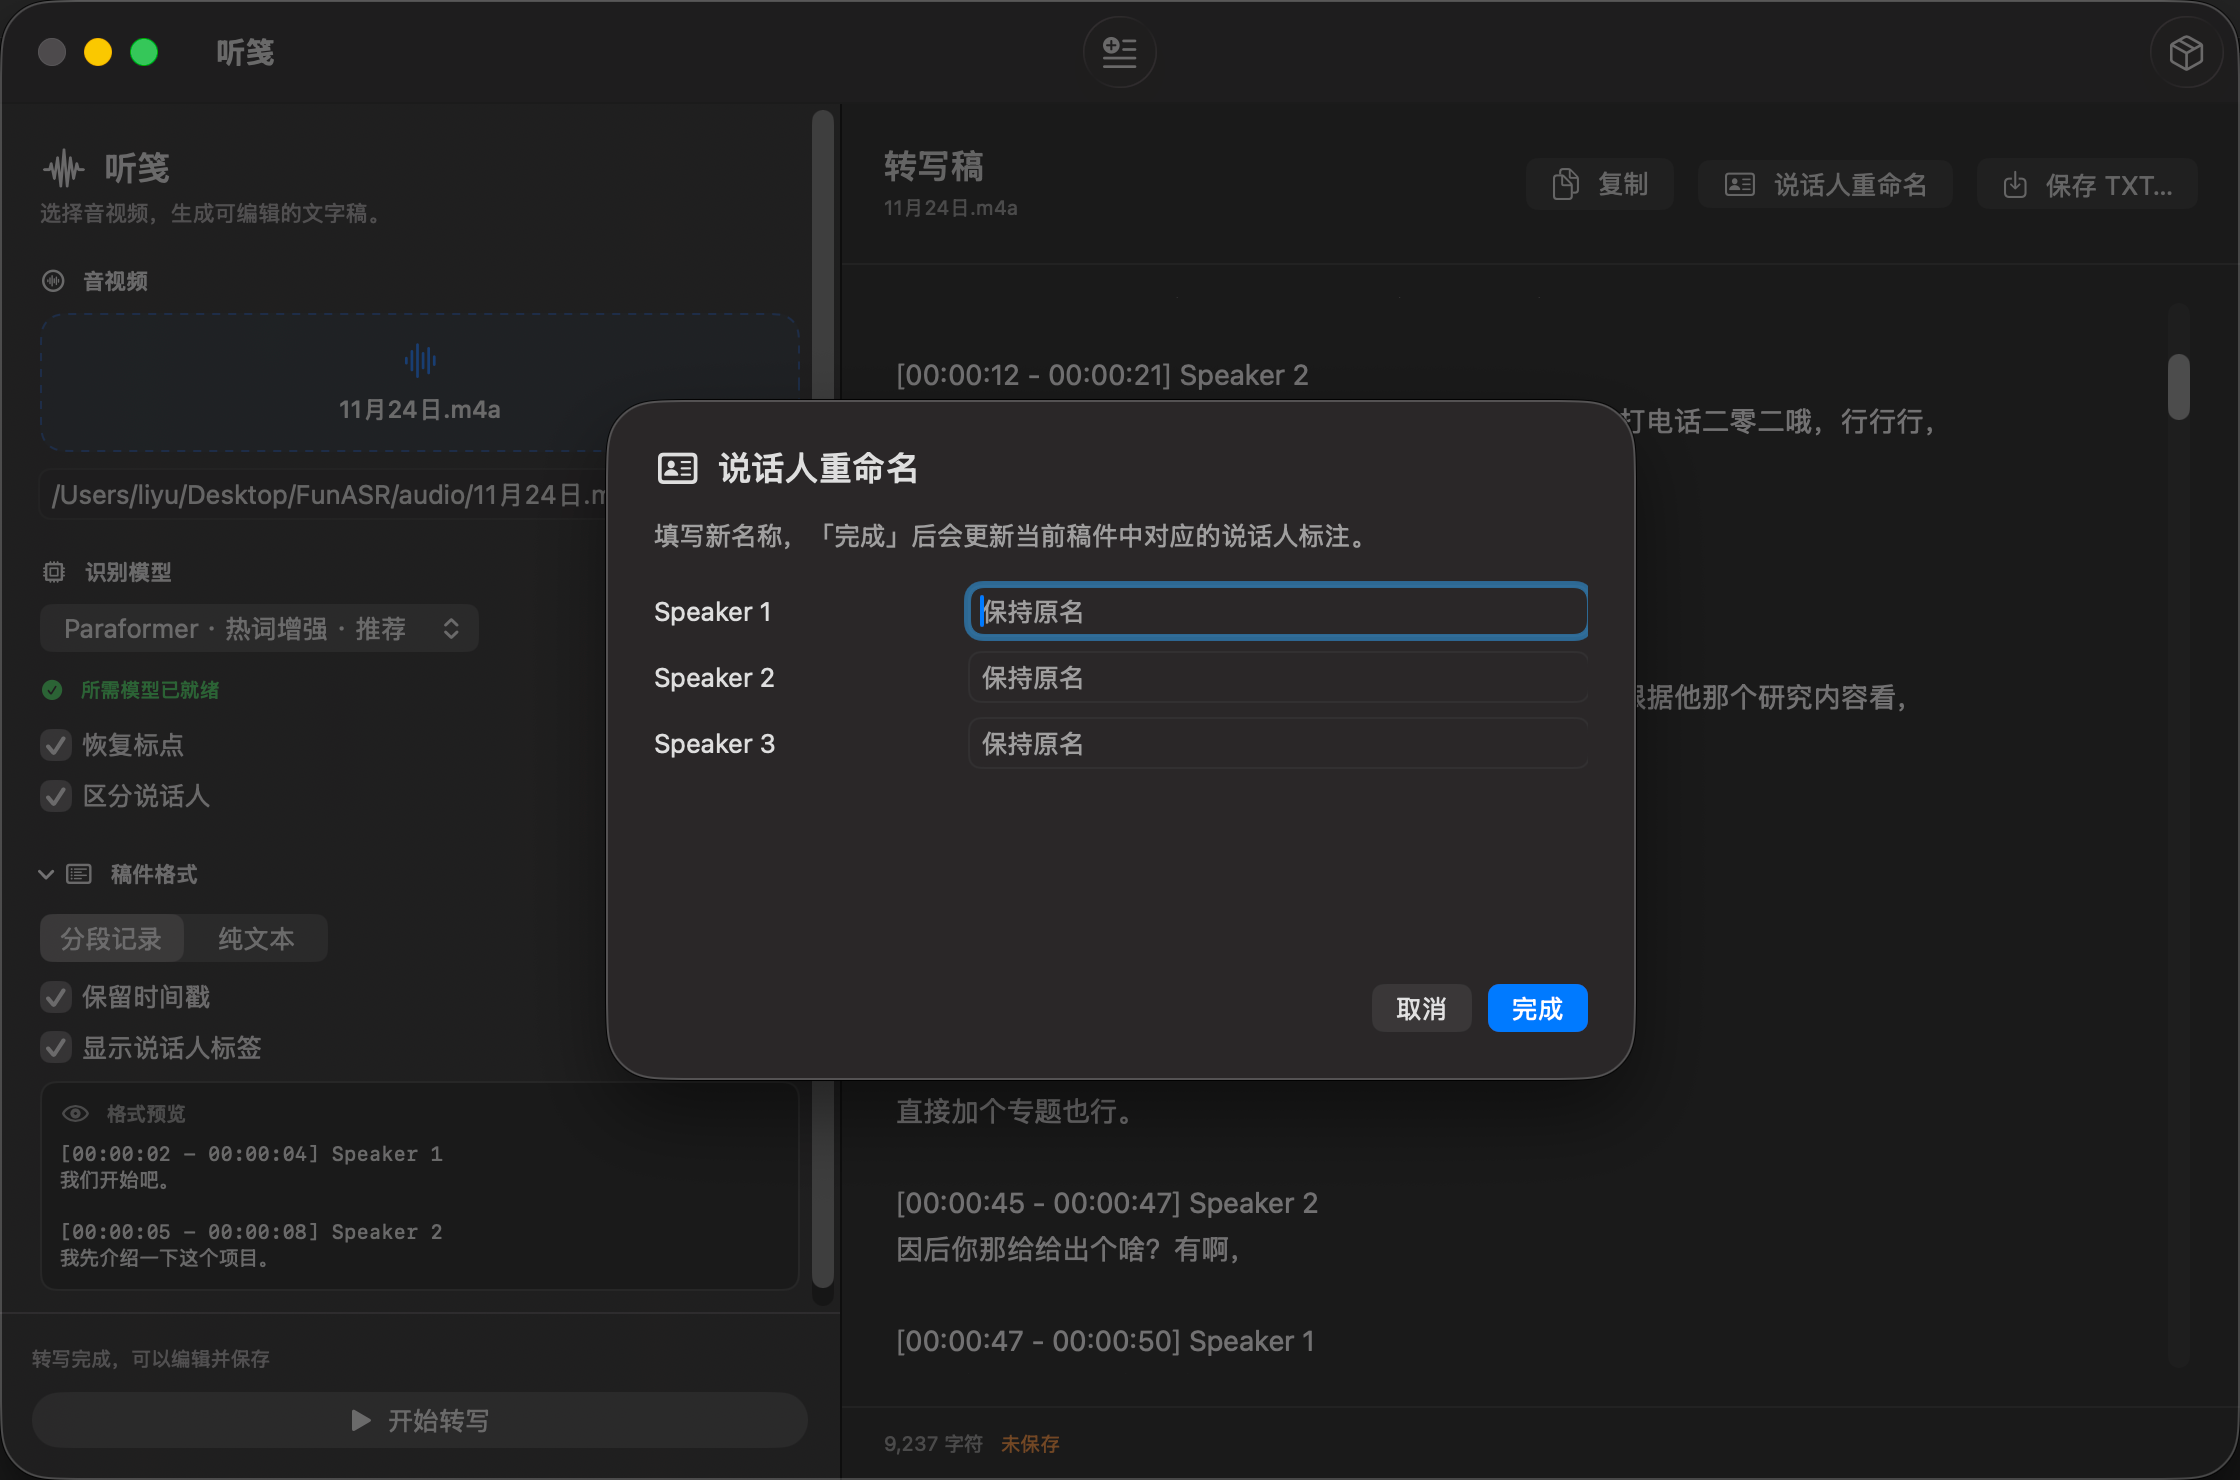 听笺
听笺
选择音视频，生成可编辑的文字稿。
音视频
11月24日.m4a
/Users/liyu/Desktop/FunASR/audio/11月24日.m
识别模型
Paraformer · 热词增强 · 推荐
所需模型已就绪
恢复标点
区分说话人
稿件格式
分段记录 纯文本
保留时间戳
显示说话人标签
格式预览
[00:00:02 – 00:00:04] Speaker 1
我们开始吧。
[00:00:05 – 00:00:08] Speaker 2
我先介绍一下这个项目。
转写完成，可以编辑并保存
开始转写
转写稿
11月24日.m4a
复制 说话人重命名 保存 TXT...
[00:00:12 - 00:00:21] Speaker 2
打电话二零二哦，行行行，
根据他那个研究内容看，
直接加个专题也行。
[00:00:45 - 00:00:47] Speaker 2
因后你那给给出个啥？有啊，
[00:00:47 - 00:00:50] Speaker 1
9,237 字符 未保存
说话人重命名
填写新名称，「完成」后会更新当前稿件中对应的说话人标注。
Speaker 1 保持原名
Speaker 2 保持原名
Speaker 3 保持原名
取消 完成